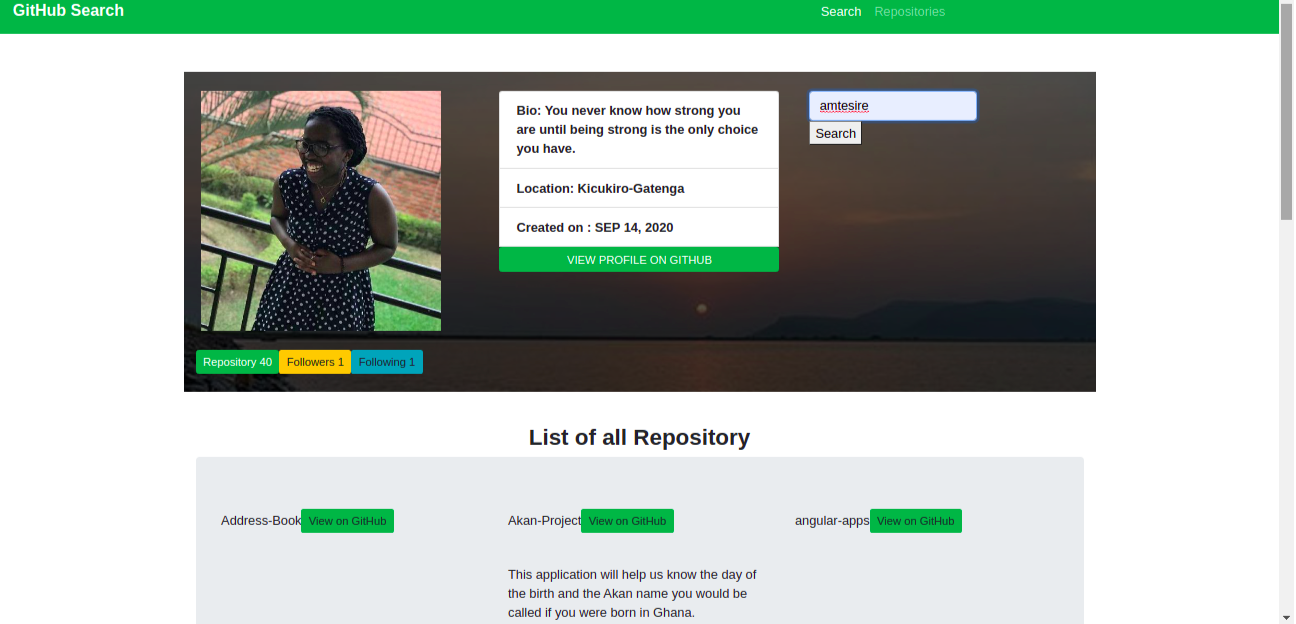 GitHub Search
Search Repositories
Bio: You never know how strong you
are until being strong is the only choice
you have.
Location: Kicukiro-Gatenga
Created on : SEP 14, 2020
VIEW PROFILE ON GITHUB
amtesire
Search
Repository 40 Followers 1 Following 1
List of all Repository
Address-Book View on GitHub
Akan-Project View on GitHub
angular-apps View on GitHub
This application will help us know the day of
the birth and the Akan name you would be
called if you were born in Ghana.